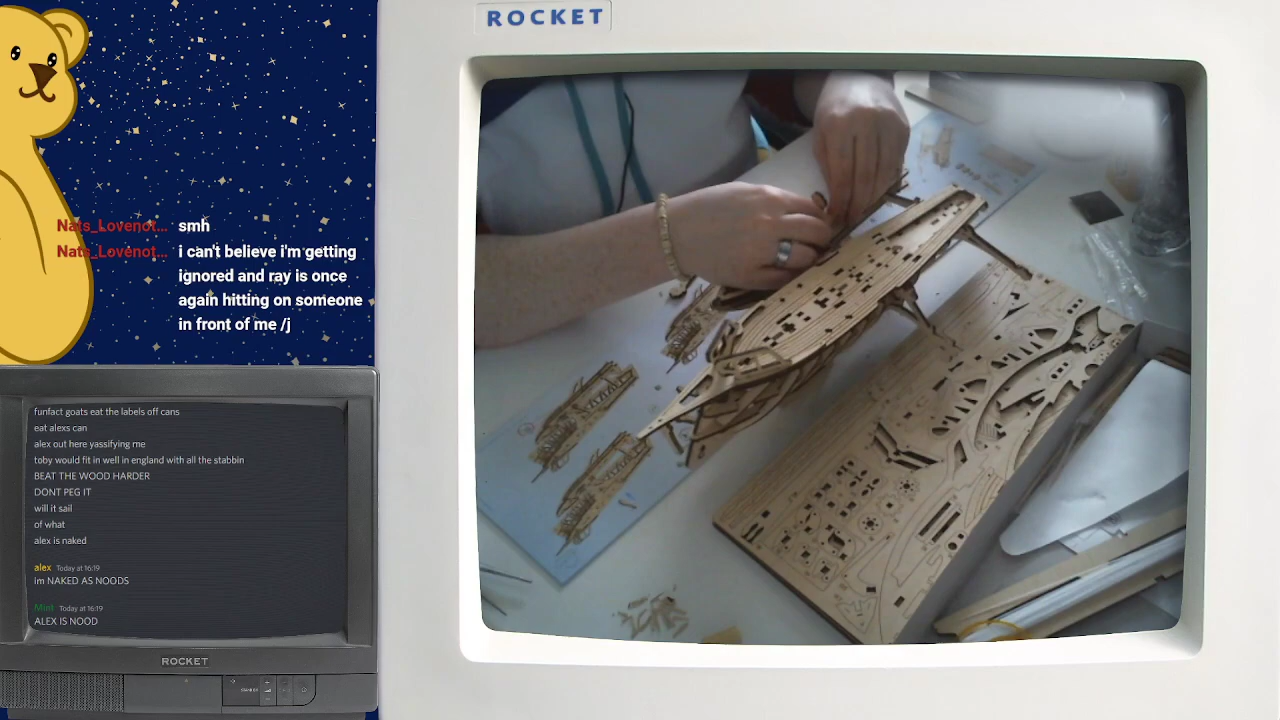 ROCKET
Nats_Lovenot... smh
Nats_Lovenot... i can't believe i'm getting
ignored and ray is once
again hitting on someone
in front of me /j
funfact goats eat the labels off cans
eat alexs can
alex out here yassifying me
toby would fit in well in england with all the stabbin
BEAT THE WOOD HARDER
DONT PEG IT
will it sail
of what
alex is naked
alex Today at 16:19
im NAKED AS NOODS
Mint Today at 16:19
ALEX IS NOOD
ROCKET